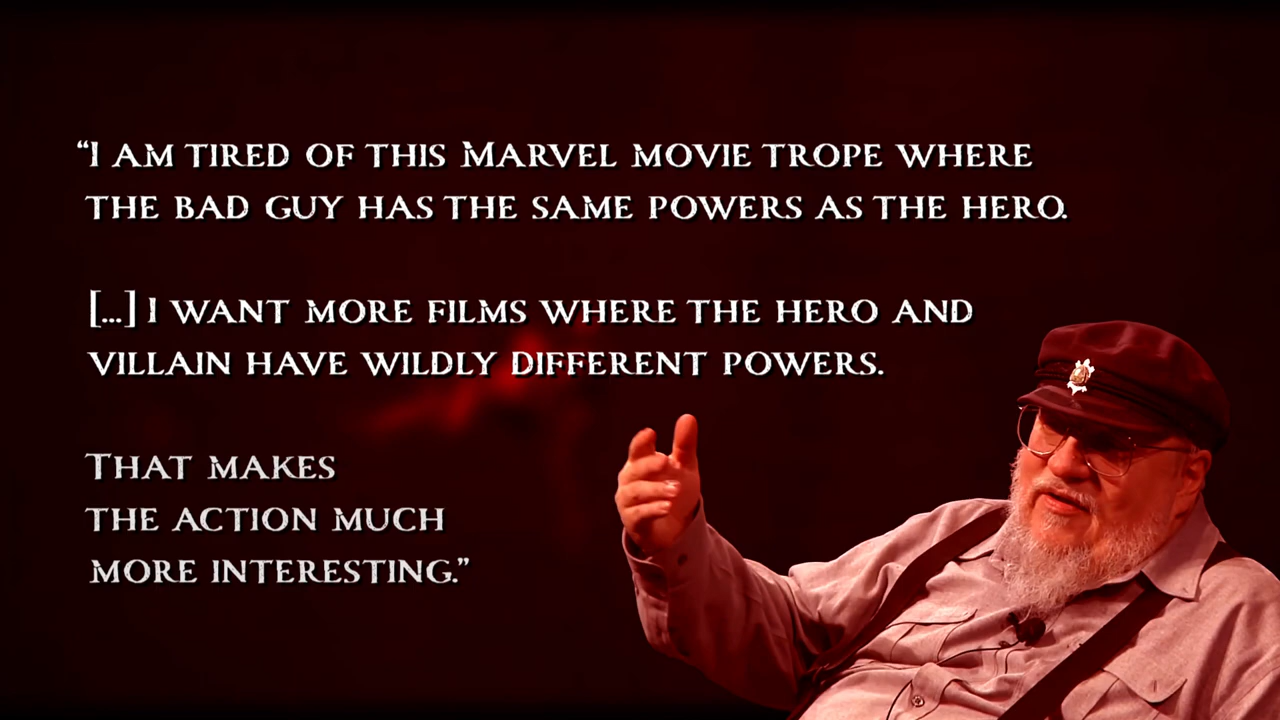 “I am tired of this Marvel movie trope where
the bad guy has the same powers as the hero.
[...] I want more films where the hero and
villain have wildly different powers.
That makes
the action much
more interesting.”